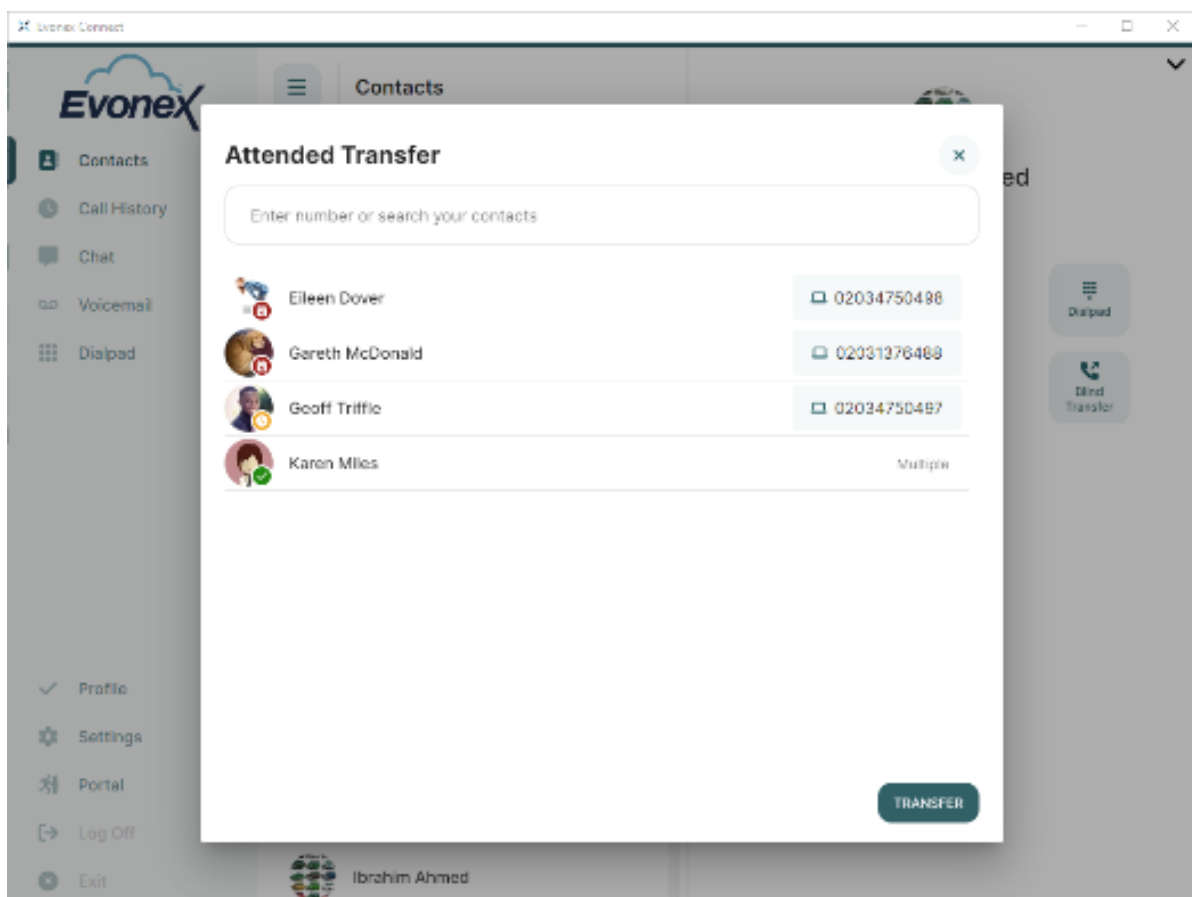 Evonex Connect
Evonex
Contacts
Call History
Chat
Voicemail
Dialpad
Profile
Settings
Portal
Log Off
Exit
Contacts
Attended Transfer
Enter number or search your contacts
Eileen Dover 02034750498
Gareth McDonald 02031376488
Geoff Triffle 02034750497
Karen Miles Multiple
TRANSFER
Ibrahim Ahmed
ed
Dialpad
Blind
Transfer